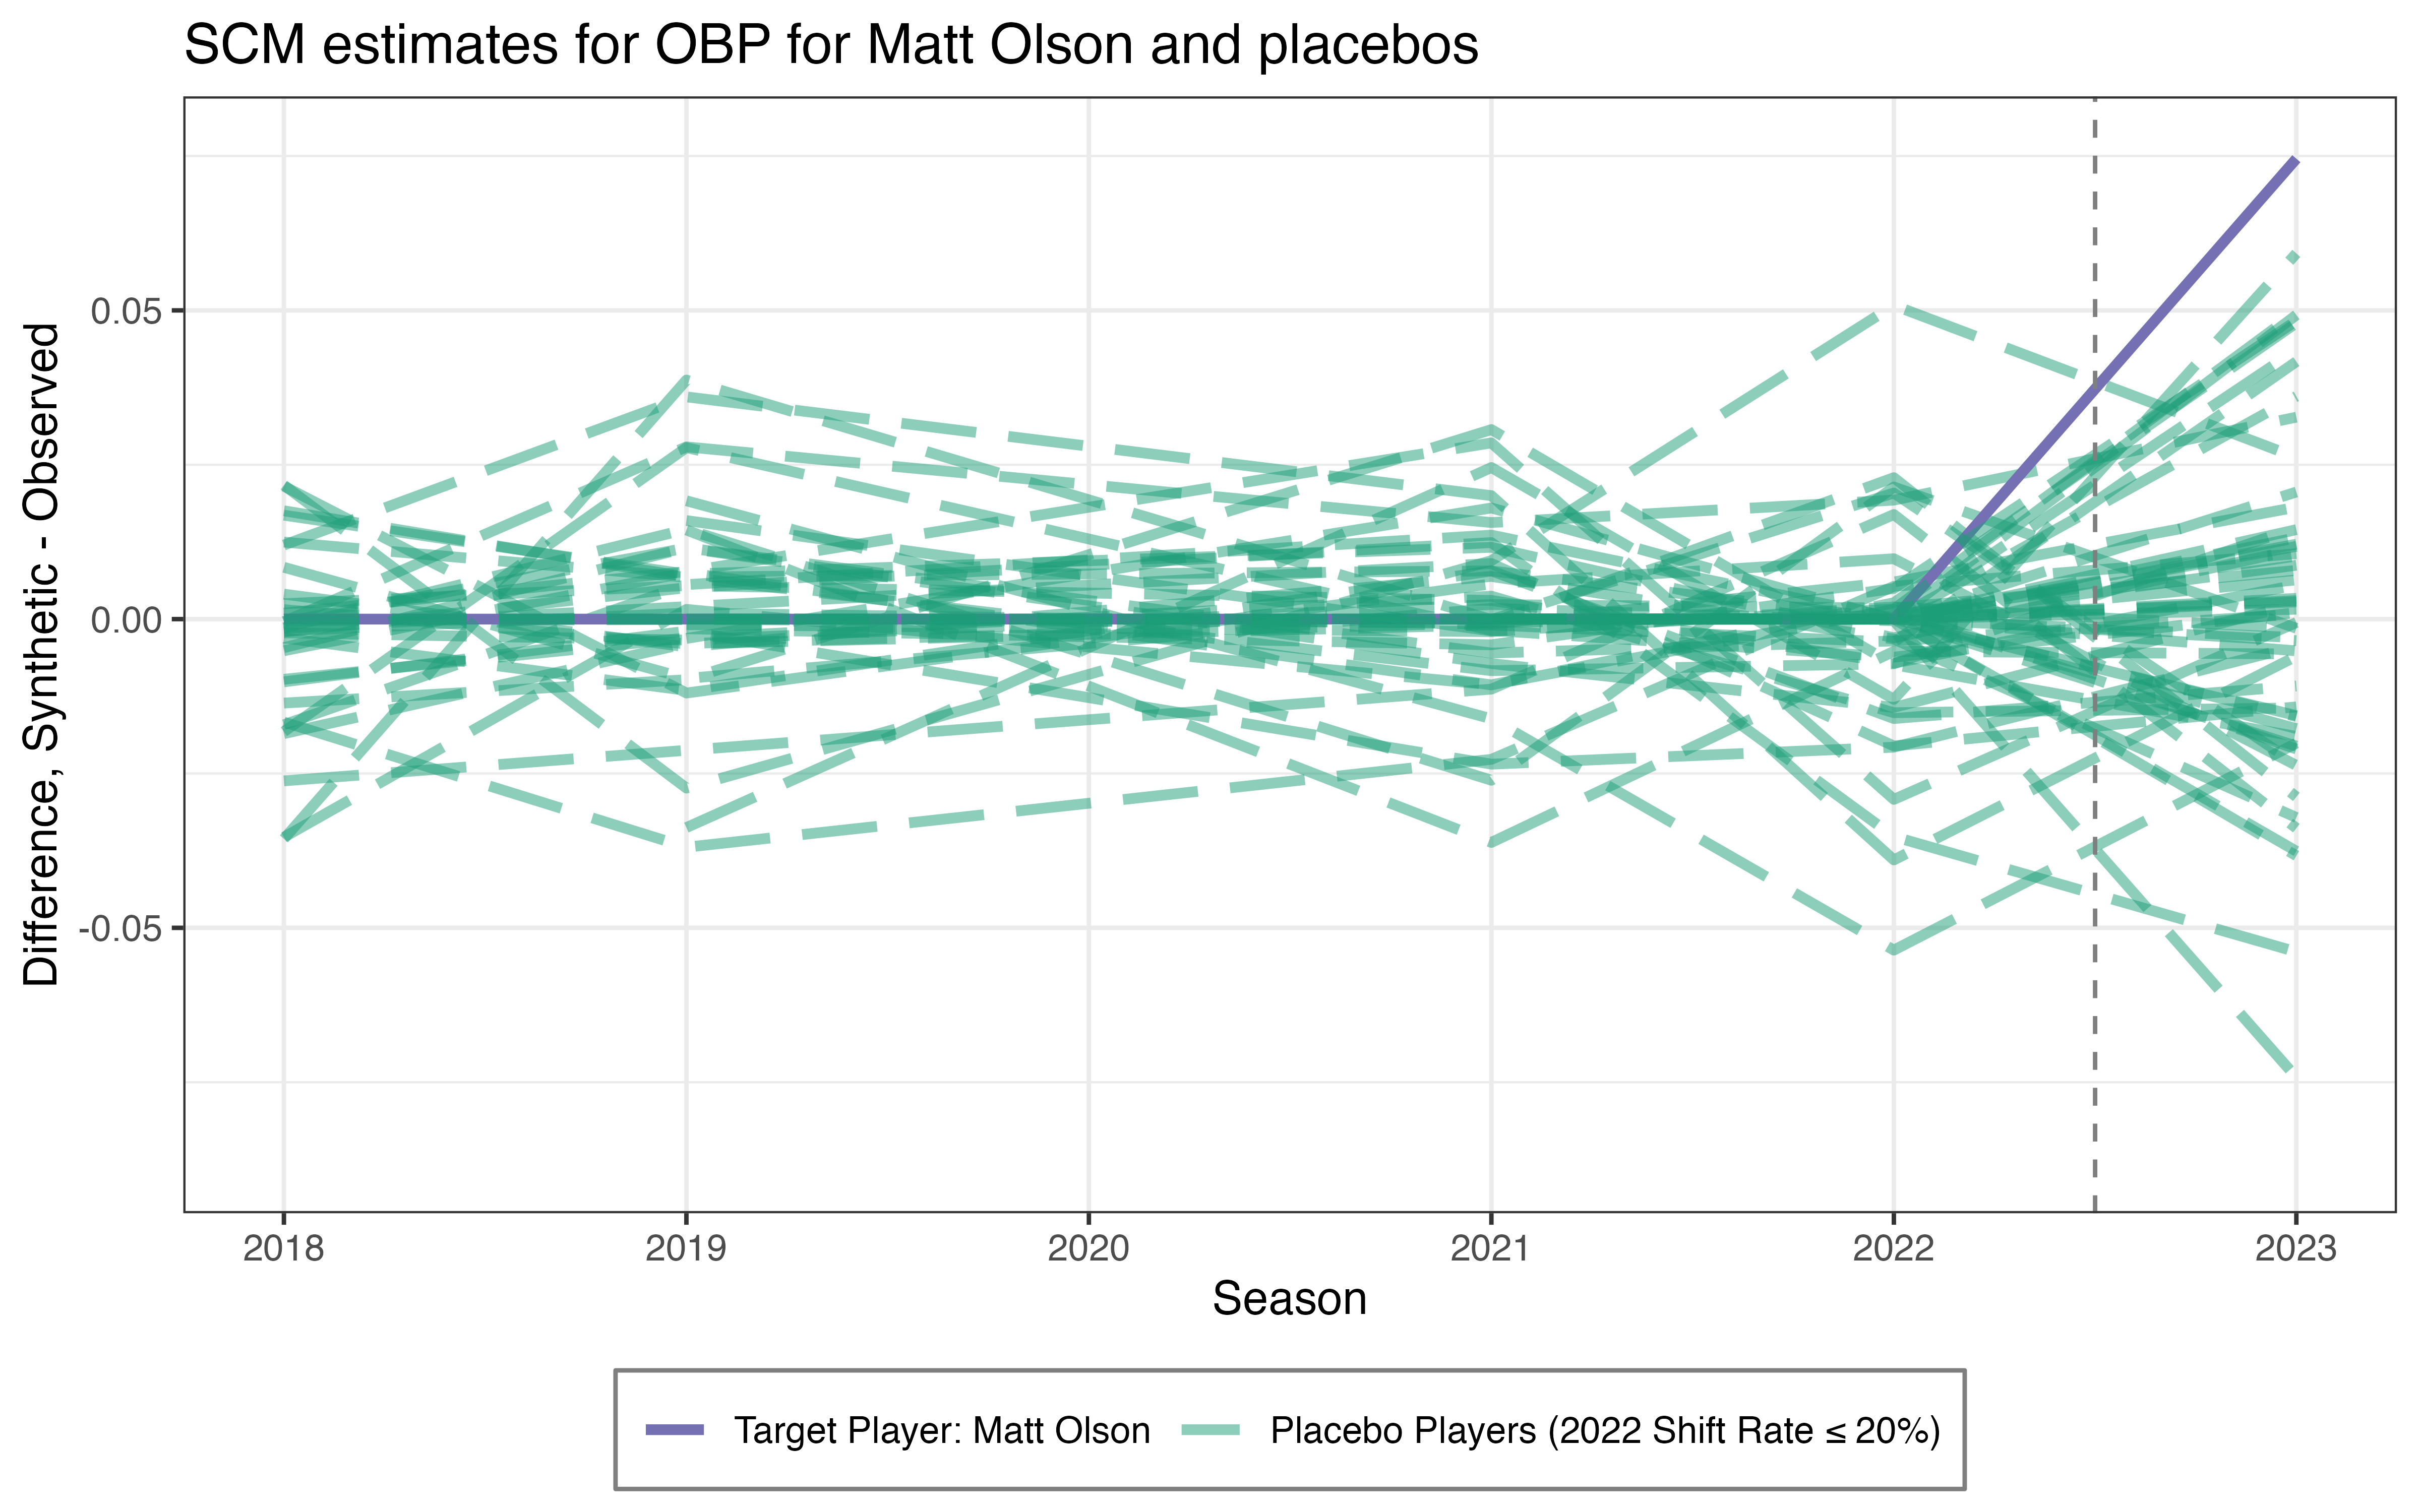 SCM estimates for OBP for Matt Olson and placebos
Difference, Synthetic - Observed
0.05
0.00
-0.05
2018 2019 2020 2021 2022 2023
Season
Target Player: Matt Olson Placebo Players (2022 Shift Rate ≤ 20%)